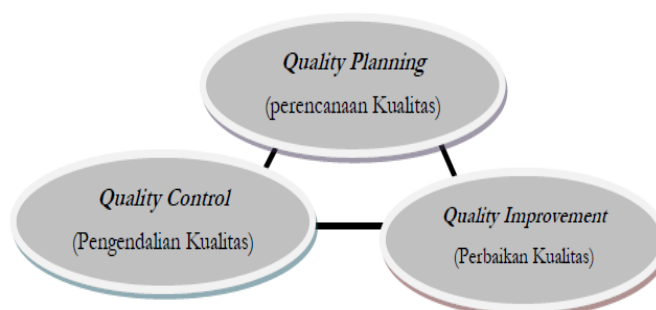 Quality Planning
(perencanaan Kualitas)
Quality Control
(Pengendalian Kualitas)
Quality Improvement
(Perbaikan Kualitas)